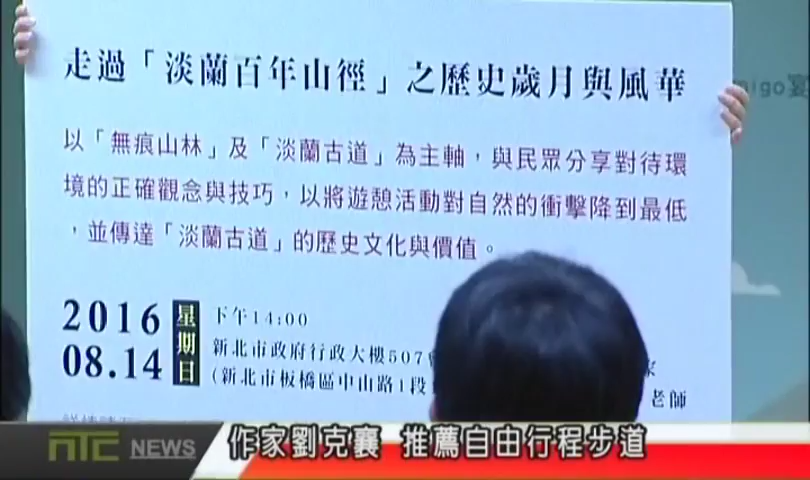 走過「淡蘭百年山徑」之歷史歲月與風華
migo
以「無痕山林」及「淡蘭古道」為主軸，與民眾分享對待環
境的正確觀念與技巧，以將遊憩活動對自然的衝擊降到最低
，並傳達「淡蘭古道」的歷史文化與價值。
2016
08.14
星期日
下午14:00
新北市政府行政大樓507
家
(新北市板橋區中山路1段
老師
NTC NEWS
作家劉克襄 推薦自由行程步道